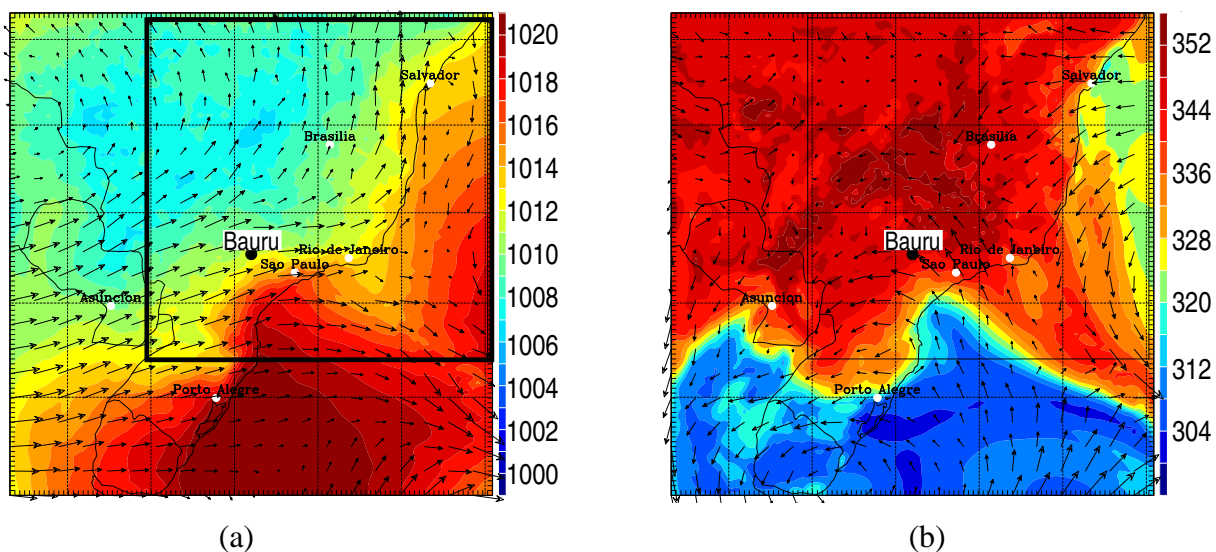 Salvador
Brasilia
Bauru
Rio de Janeiro
Sao Paulo
Asuncion
Porto Alegre
1020
1018
1016
1014
1012
1010
1008
1006
1004
1002
1000
(a)
Salvador
Brasilia
Bauru
Rio de Janeiro
Sao Paulo
Asuncion
Porto Alegre
352
344
336
328
320
312
304
(b)